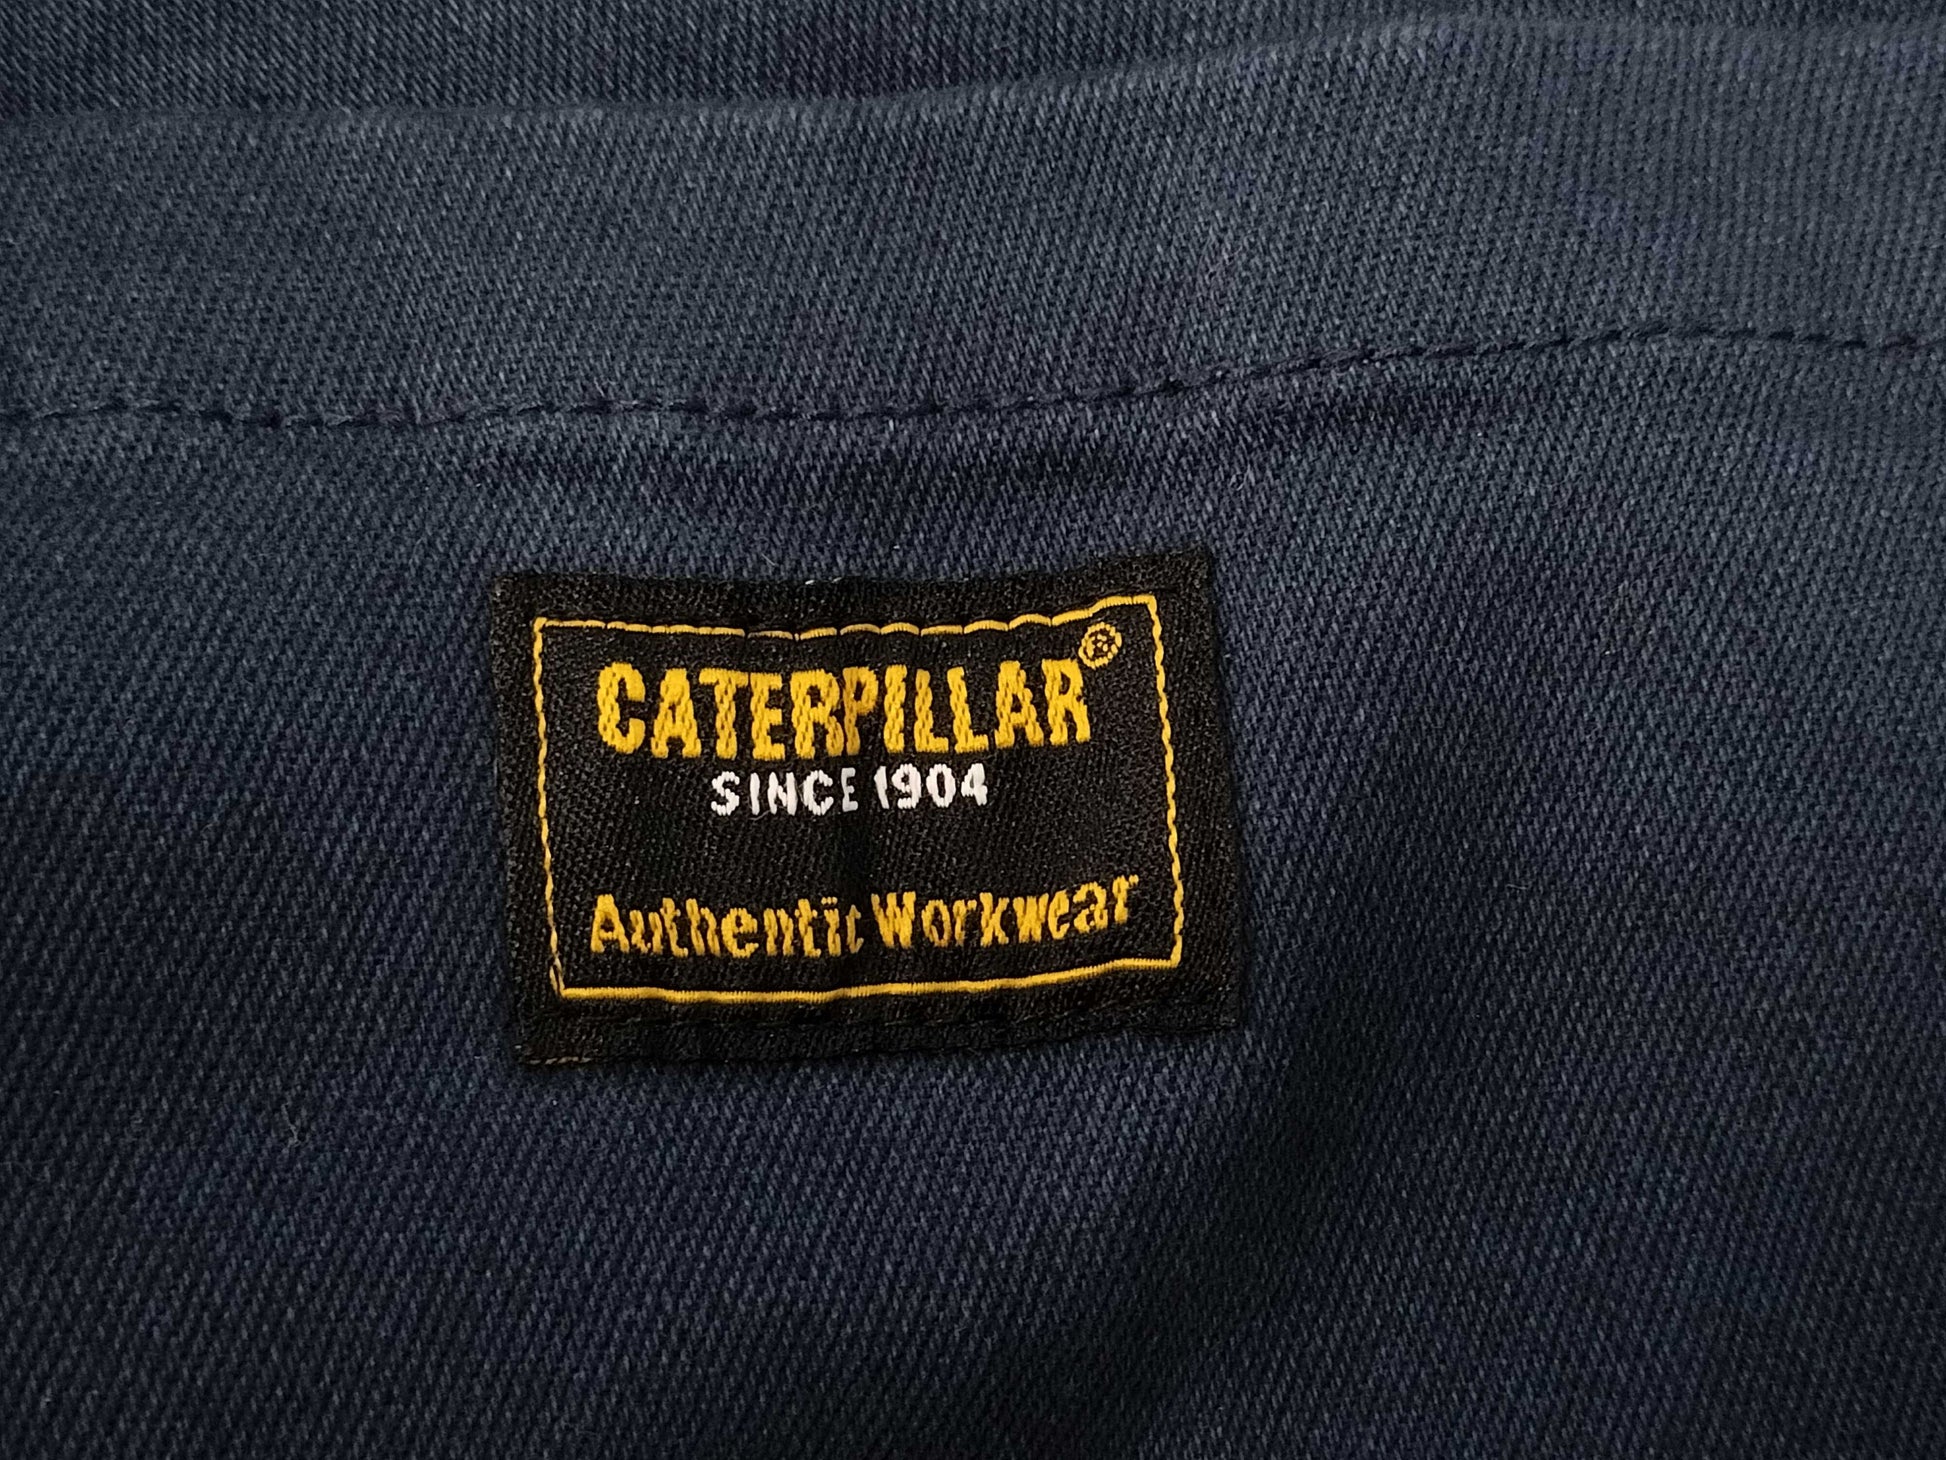 CATERPILLAR®
SINCE 1904
Authentic Workwear